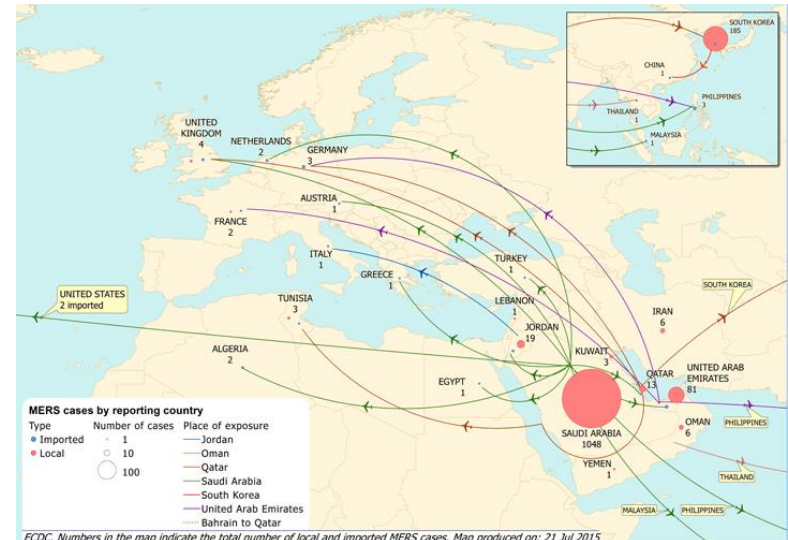 SOUTH KOREA
185
CHINA
1
PHILIPPINES
3
THAILAND
1
MALAYSIA
1
UNITED
KINGDOM
4
NETHERLANDS
2
GERMANY
3
AUSTRIA
1
FRANCE
2
ITALY
1
GREECE
1
TURKEY
1
SOUTH KOREA
UNITED STATES
2 imported
TUNISIA
3
LEBANON
1
IRAN
6
JORDAN
19
ALGERIA
2
KUWAIT
3
QATAR
13
UNITED ARAB
EMIRATES
81
EGYPT
1
PHILIPPINES
OMAN
6
SAUDI ARABIA
1048
YEMEN
1
THAILAND
MALAYSIA
PHILIPPINES
MERS cases by reporting country
Type
Imported
Local
Number of cases
1
10
100
Place of exposure
Jordan
Oman
Qatar
Saudi Arabia
South Korea
United Arab Emirates
Bahrain to Qatar
ECDC. Numbers in the map indicate the total number of local and imported MERS cases. Map produced on: 21 Jul 2015